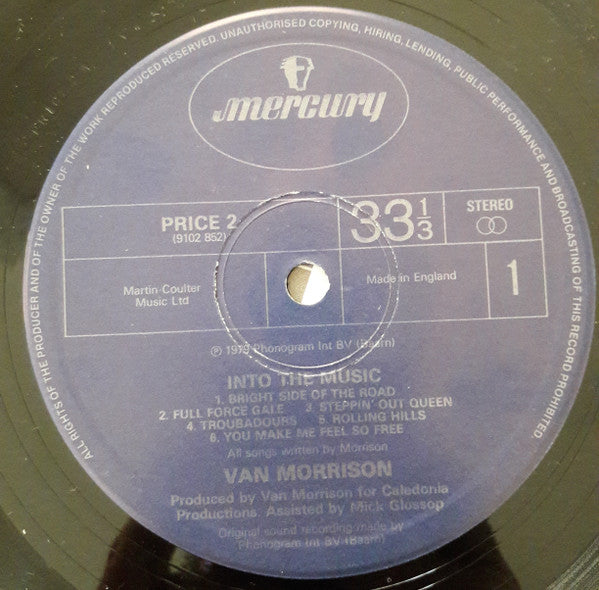 ALL RIGHTS OF THE PRODUCER AND OF THE OWNER OF THE WORK REPRODUCED RESERVED. UNAUTHORISED COPYING, HIRING, LENDING, PUBLIC PERFORMANCE AND BROADCASTING OF THIS RECORD PROHIBITED.
mercury
PRICE 2
(9102 852)
33 1/3
STEREO
Martin-Coulter
Music Ltd
Made in England
1
℗ 1979 Phonogram Int BV (Baarn)
INTO THE MUSIC
1. BRIGHT SIDE OF THE ROAD
2. FULL FORCE GALE 3. STEPPIN' OUT QUEEN
4. TROUBADOURS 5. ROLLING HILLS
6. YOU MAKE ME FEEL SO FREE
All songs written by Morrison
VAN MORRISON
Produced by Van Morrison for Caledonia
Productions. Assisted by Mick Glossop
Original sound recording made by
Phonogram Int BV (Baarn)